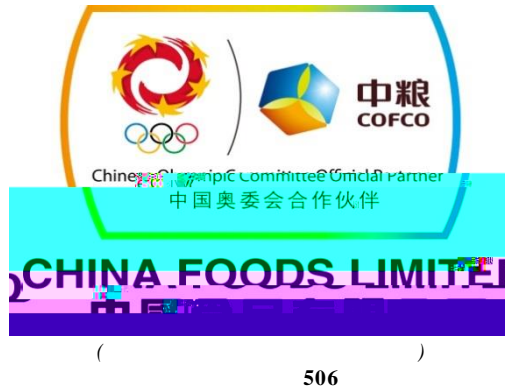 中粮
COFCO
Chinese Olympic Committee Official Partner
中国奥委会合作伙伴
CHINA FOODS LIMITED
( )
506